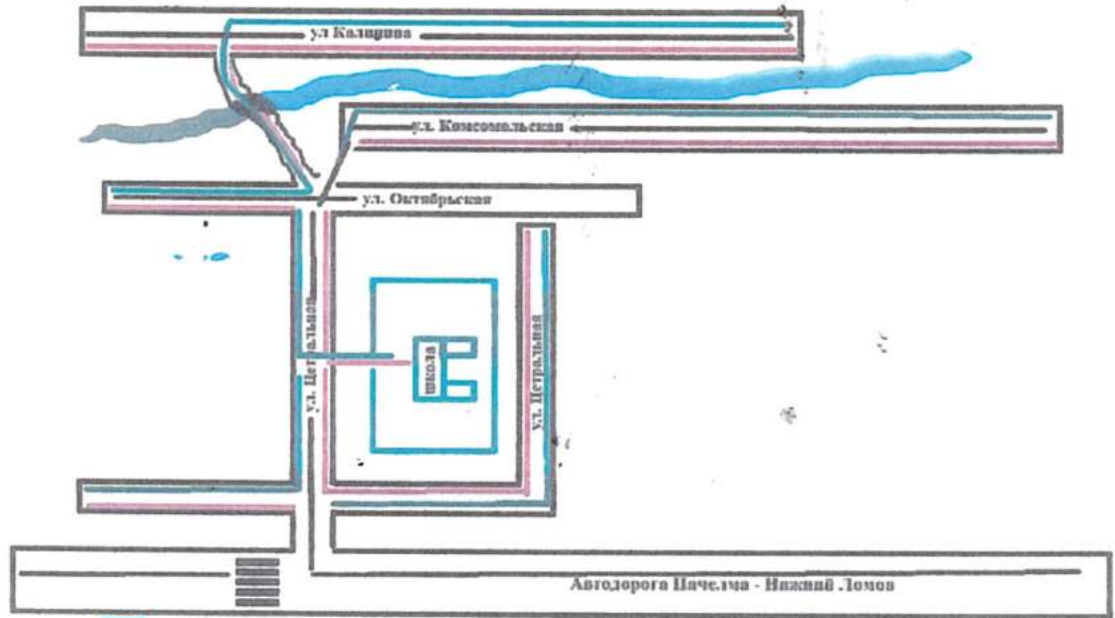 ул Калинина
ул. Комсомольская
ул. Октябрьская
ул. Цетральная
школа
ул. Цетральная
Автодорога Пачелма - Нижний Ломов